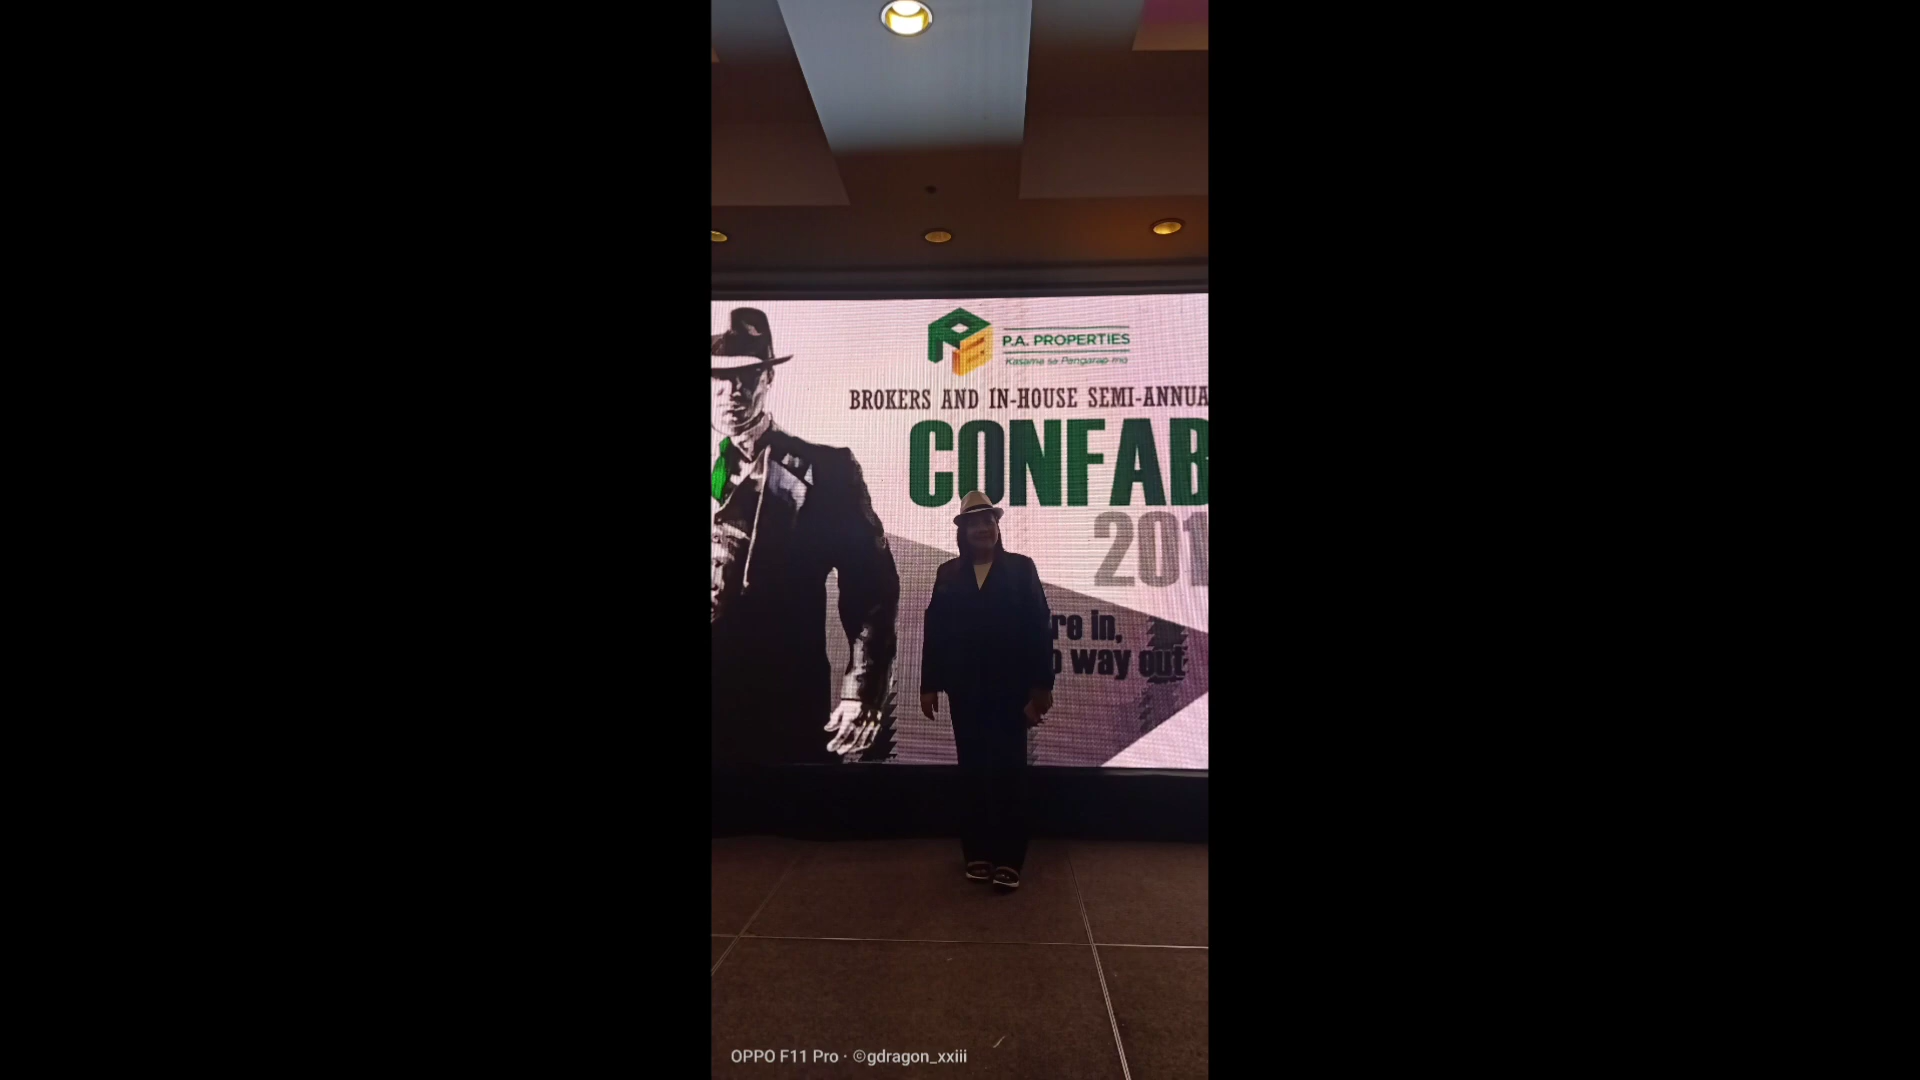 P.A. PROPERTIES
Kasama sa Pangarap mo
BROKERS AND IN-HOUSE SEMI-ANNUA
CONFAB
201
re in,
way out
OPPO F11 Pro · ©gdragon_xxiii